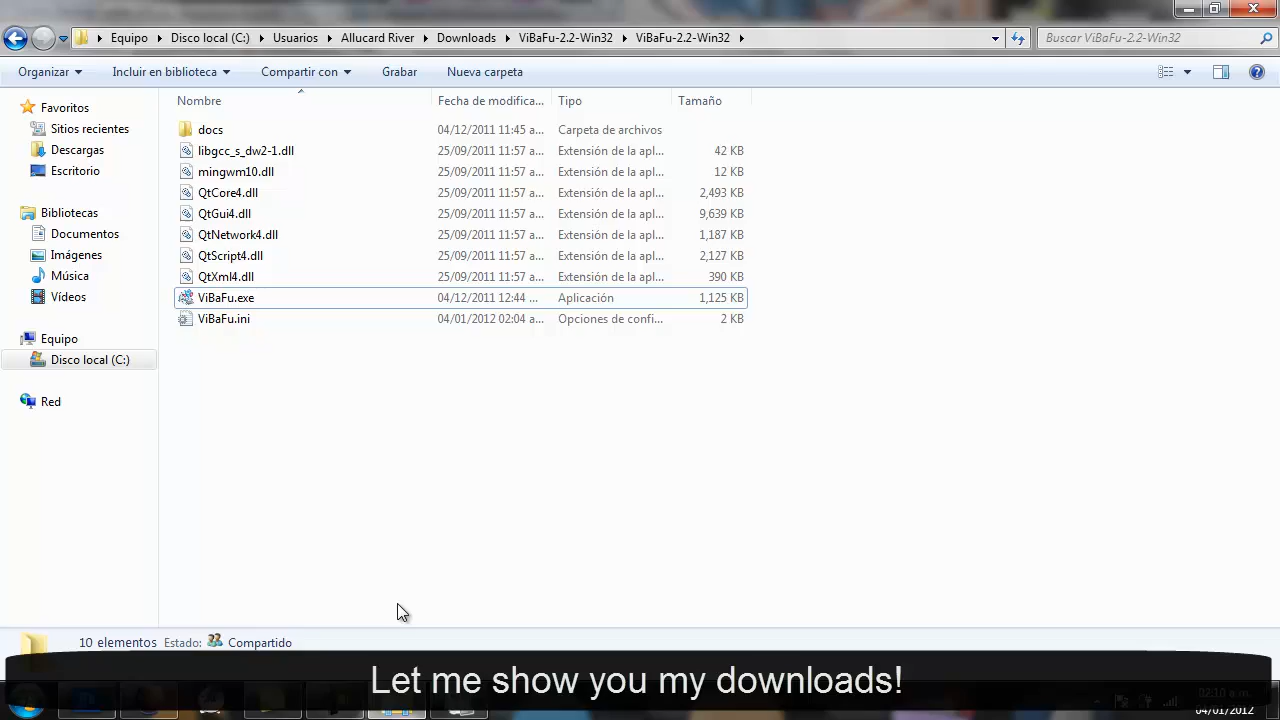 Equipo Disco local (C:) Usuarios Allucard River Downloads ViBaFu-2.2-Win32 ViBaFu-2.2-Win32 Buscar ViBaFu-2.2-Win32
Organizar Incluir en biblioteca Compartir con Grabar Nueva carpeta
Favoritos
Sitios recientes
Descargas
Escritorio
Bibliotecas
Documentos
Imágenes
Música
Vídeos
Equipo
Disco local (C:)
Red
Nombre Fecha de modifica... Tipo Tamaño
docs 04/12/2011 11:45 a... Carpeta de archivos
libgcc_s_dw2-1.dll 25/09/2011 11:57 a... Extensión de la apl... 42 KB
mingwm10.dll 25/09/2011 11:57 a... Extensión de la apl... 12 KB
QtCore4.dll 25/09/2011 11:57 a... Extensión de la apl... 2,493 KB
QtGui4.dll 25/09/2011 11:57 a... Extensión de la apl... 9,639 KB
QtNetwork4.dll 25/09/2011 11:57 a... Extensión de la apl... 1,187 KB
QtScript4.dll 25/09/2011 11:57 a... Extensión de la apl... 2,127 KB
QtXml4.dll 25/09/2011 11:57 a... Extensión de la apl... 390 KB
ViBaFu.exe 04/12/2011 12:44 ... Aplicación 1,125 KB
ViBaFu.ini 04/01/2012 02:04 a... Opciones de confi... 2 KB
10 elementos Estado: Compartido
Let me show you my downloads!
02:10 a.m.
04/01/2012